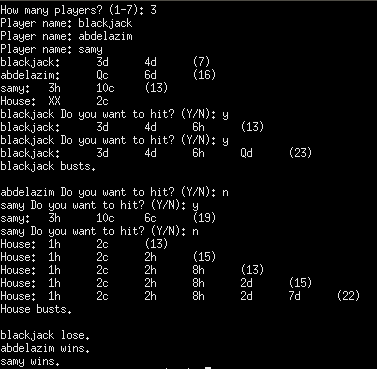 How many players? (1-7): 3
Player name: blackjack
Player name: abdelazim
Player name: samy
blackjack: 3d 4d (7)
abdelazim: Qc 6d (16)
samy: 3h 10c (13)
House: XX 2c
blackjack Do you want to hit? (Y/N): y
blackjack: 3d 4d 6h (13)
blackjack Do you want to hit? (Y/N): y
blackjack: 3d 4d 6h Qd (23)
blackjack busts.
abdelazim Do you want to hit? (Y/N): n
samy Do you want to hit? (Y/N): y
samy: 3h 10c 6c (19)
samy Do you want to hit? (Y/N): n
House: 1h 2c (13)
House: 1h 2c 2h (15)
House: 1h 2c 2h 8h (13)
House: 1h 2c 2h 8h 2d (15)
House: 1h 2c 2h 8h 2d 7d (22)
House busts.
blackjack lose.
abdelazim wins.
samy wins.